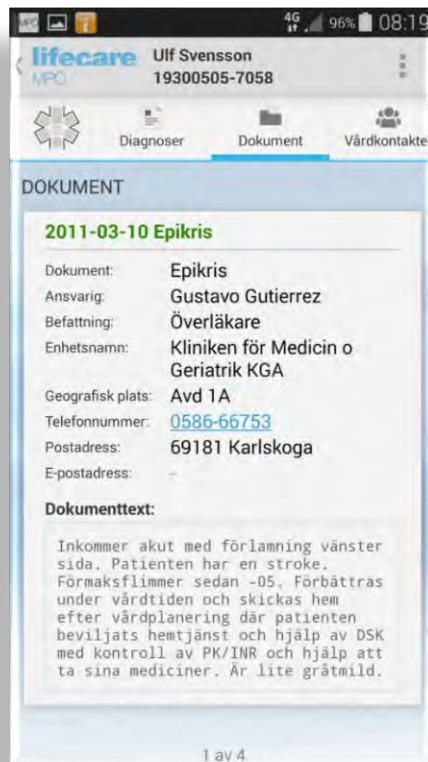 MPO
4G
96%
08:19
lifecare
MPO
Ulf Svensson
19300505-7058
Diagnoser
Dokument
Vårdkontakte
DOKUMENT
2011-03-10 Epikris
Dokument: Epikris
Ansvarig: Gustavo Gutierrez
Befattning: Överläkare
Enhetsnamn: Kliniken för Medicin o
Geriatrik KGA
Geografisk plats: Avd 1A
Telefonnummer: 0586-66753
Postadress: 69181 Karlskoga
E-postadress: -
Dokumenttext:
Inkommer akut med förlamning vänster
sida. Patienten har en stroke.
Förmaksflimmer sedan -05. Förbättras
under vårdtiden och skickas hem
efter vårdplanering där patienten
beviljats hemtjänst och hjälp av DSK
med kontroll av PK/INR och hjälp att
ta sina mediciner. Är lite gråtmild.
1 av 4